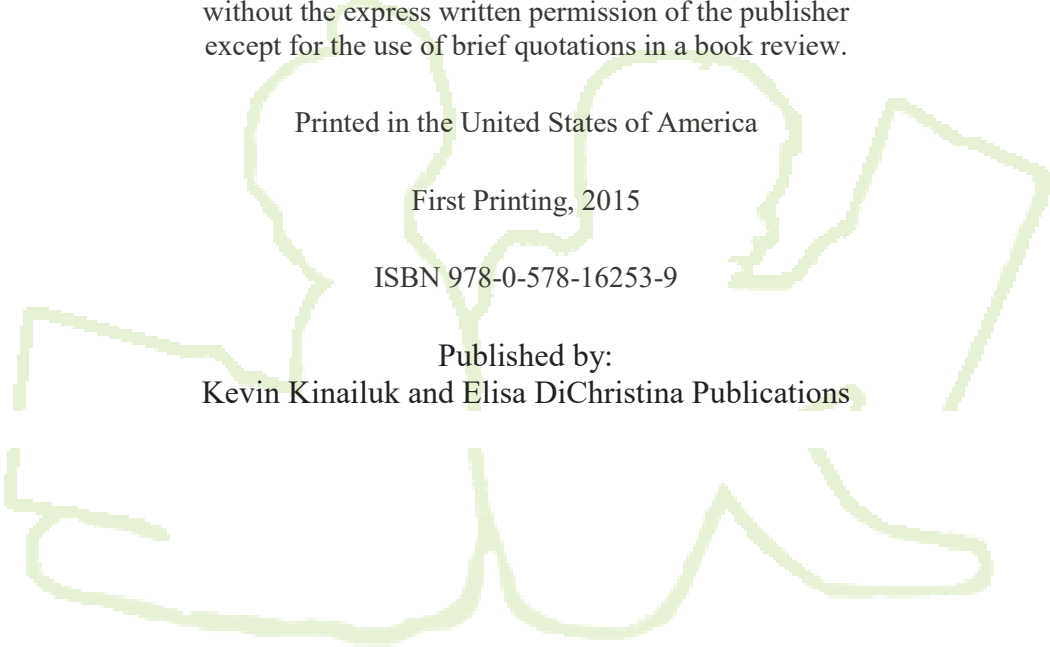 without the express written permission of the publisher
except for the use of brief quotations in a book review.
Printed in the United States of America
First Printing, 2015
ISBN 978-0-578-16253-9
Published by:
Kevin Kinailuk and Elisa DiChristina Publications